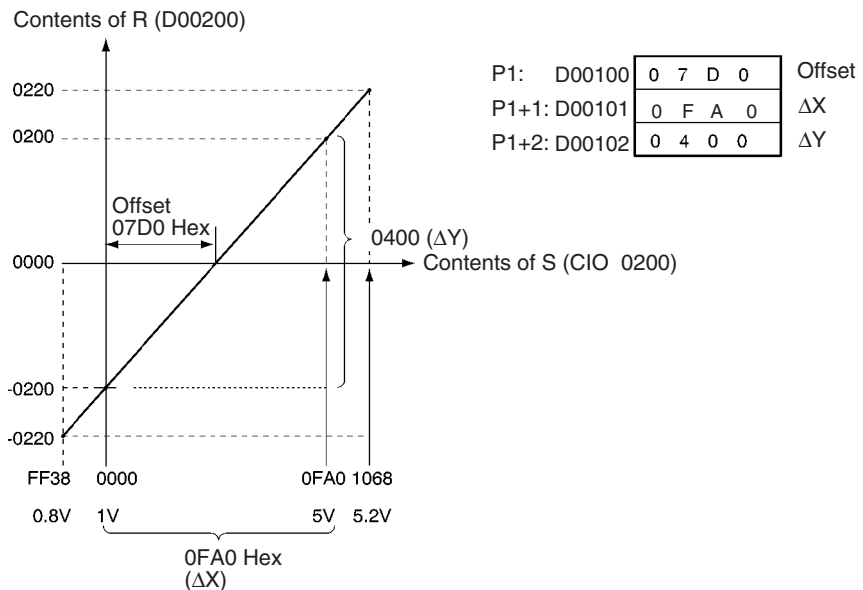 Contents of R (D00200)
P1: D00100 0 7 D 0 Offset
P1+1: D00101 0 F A 0 ΔX
P1+2: D00102 0 4 0 0 ΔY
0220
0200
Offset
07D0 Hex
0400 (ΔY)
0000
Contents of S (CIO 0200)
-0200
-0220
FF38 0000 0FA0 1068
0.8V 1V 5V 5.2V
0FA0 Hex
(ΔX)